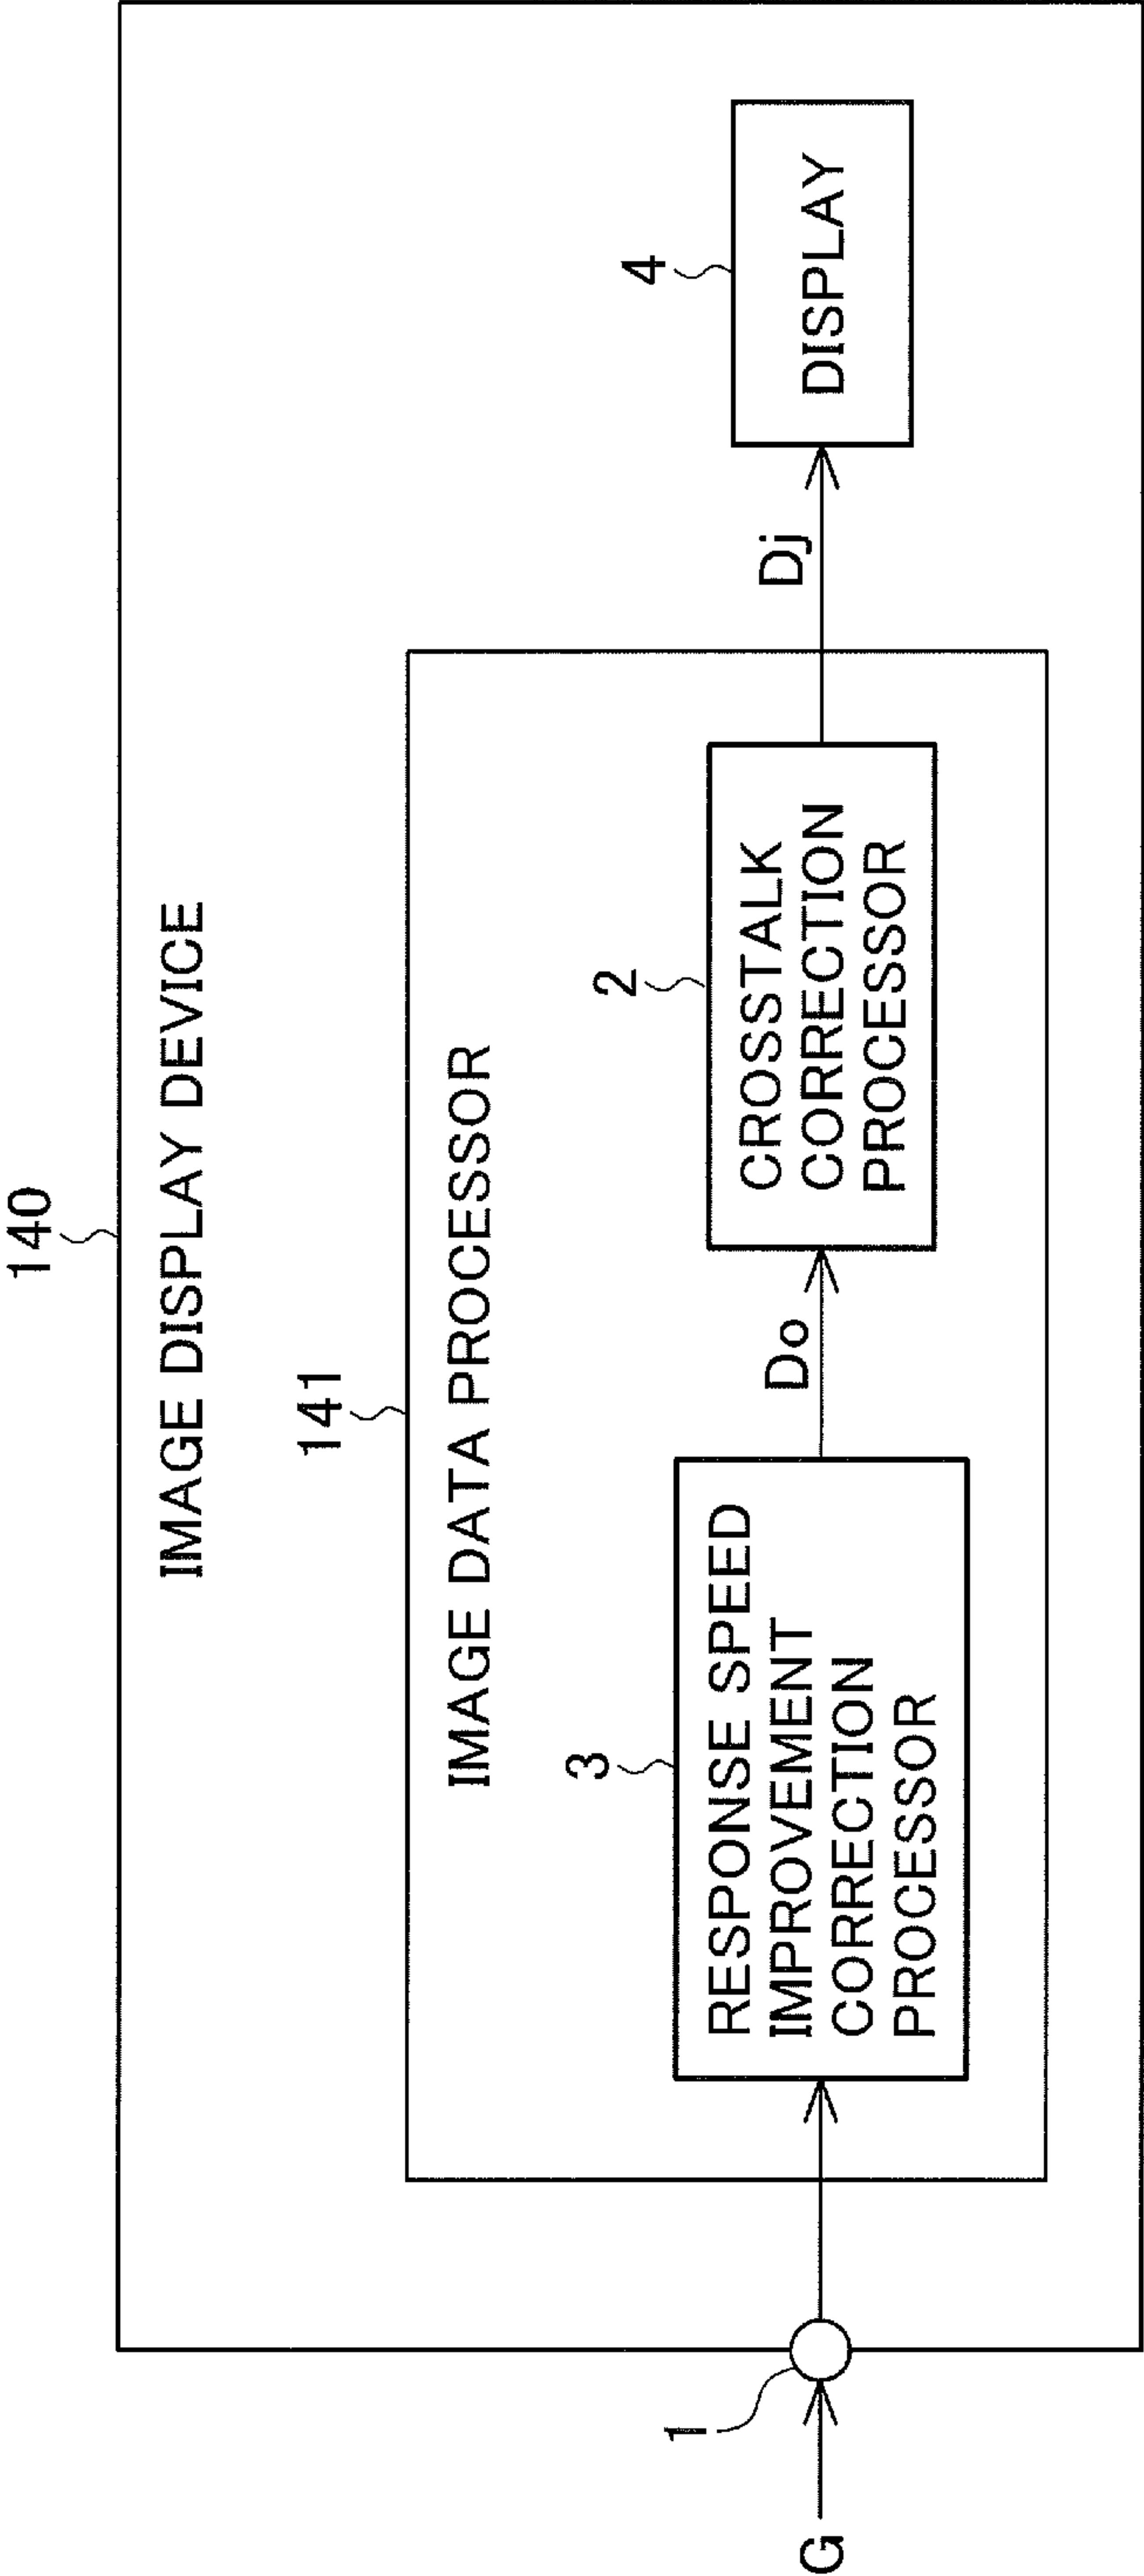 140
IMAGE DISPLAY DEVICE
141
IMAGE DATA PROCESSOR
G
1
3
RESPONSE SPEED
IMPROVEMENT
CORRECTION
PROCESSOR
Do
2
CROSSTALK
CORRECTION
PROCESSOR
Dj
4
DISPLAY